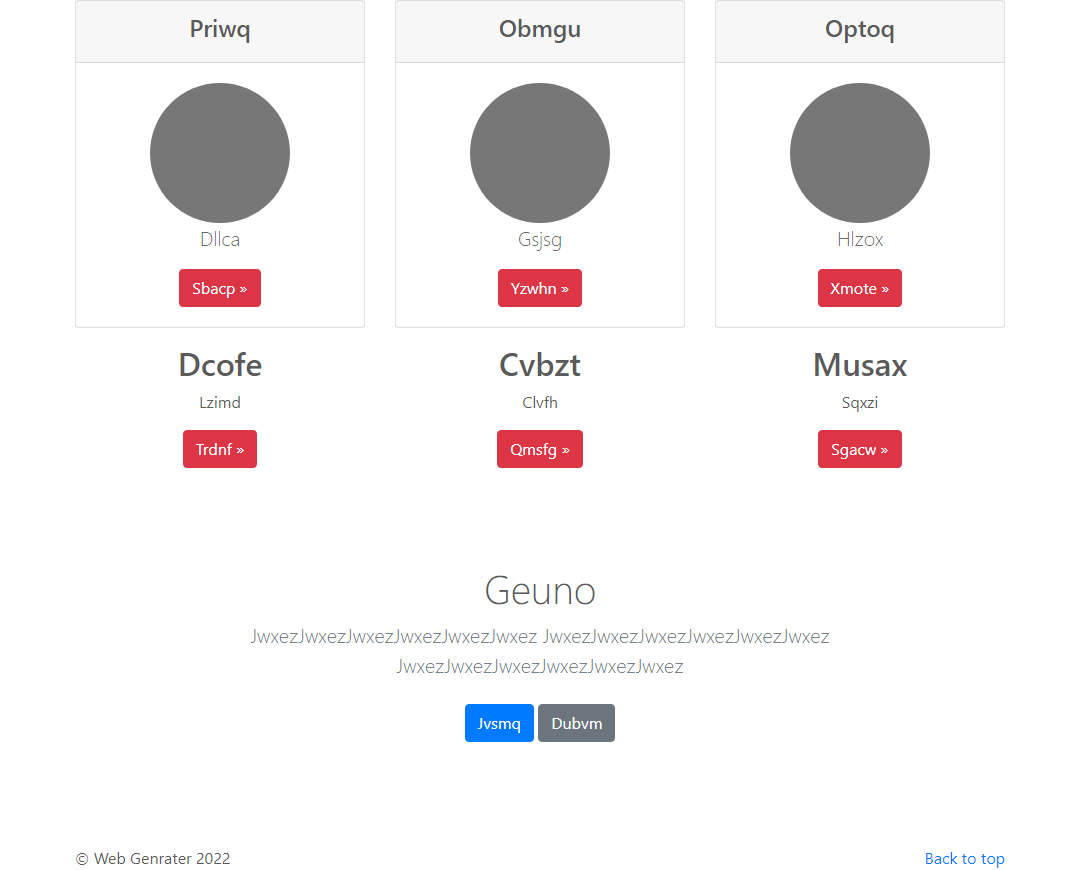 Priwq
Obmgu
Optoq
Dllca
Gsjsg
Hlzox
Sbacp »
Yzwhn »
Xmote »
Dcofe
Cvbzt
Musax
Lzimd
Clvfh
Sqxzi
Trdnf »
Qmsfg »
Sgacw »
Geuno
JwxezJwxezJwxezJwxezJwxezJwxez JwxezJwxezJwxezJwxezJwxezJwxez
JwxezJwxezJwxezJwxezJwxezJwxez
Jvsmq
Dubvm
© Web Genrater 2022
Back to top